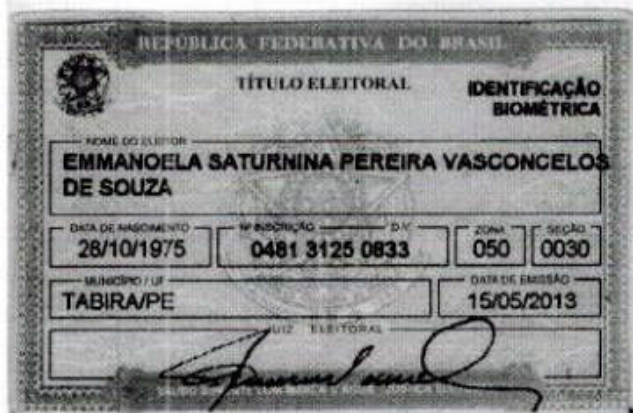 REPÚBLICA FEDERATIVA DO BRASIL
TÍTULO ELEITORAL
IDENTIFICAÇÃO
BIOMÉTRICA
NOME DO ELEITOR
EMMANOELA SATURNINA PEREIRA VASCONCELOS
DE SOUZA
DATA DE NASCIMENTO Nº INSCRIÇÃO D.V. ZONA SEÇÃO
28/10/1975 0481 3125 0833 050 0030
MUNICÍPIO / UF DATA DE EMISSÃO
TABIRA/PE 15/05/2013
JUIZ ELEITORAL